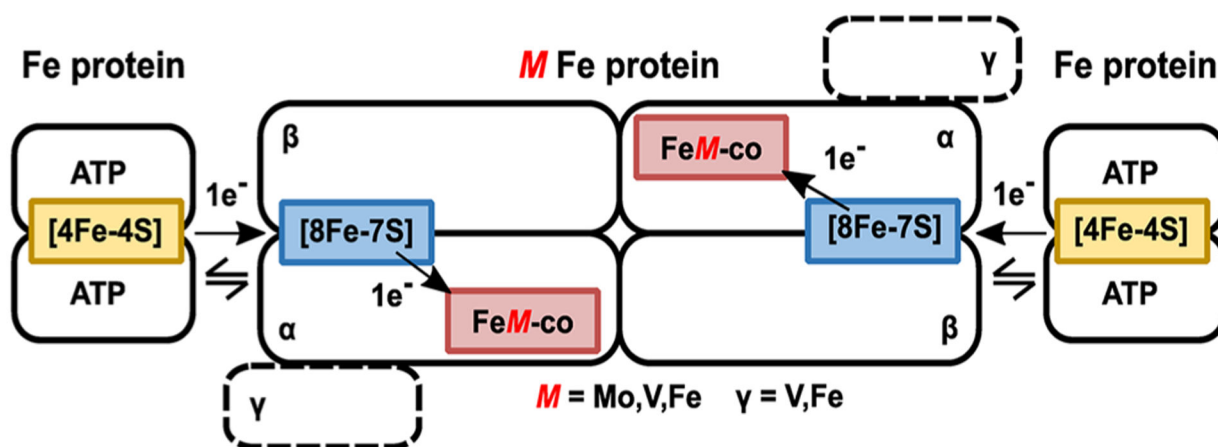 γ
Fe protein
M Fe protein
Fe protein
β
α
ATP
FeM-co
1e-
ATP
1e-
1e-
[4Fe-4S]
[8Fe-7S]
[8Fe-7S]
[4Fe-4S]
ATP
1e-
ATP
α
FeM-co
β
γ
M = Mo,V,Fe γ = V,Fe